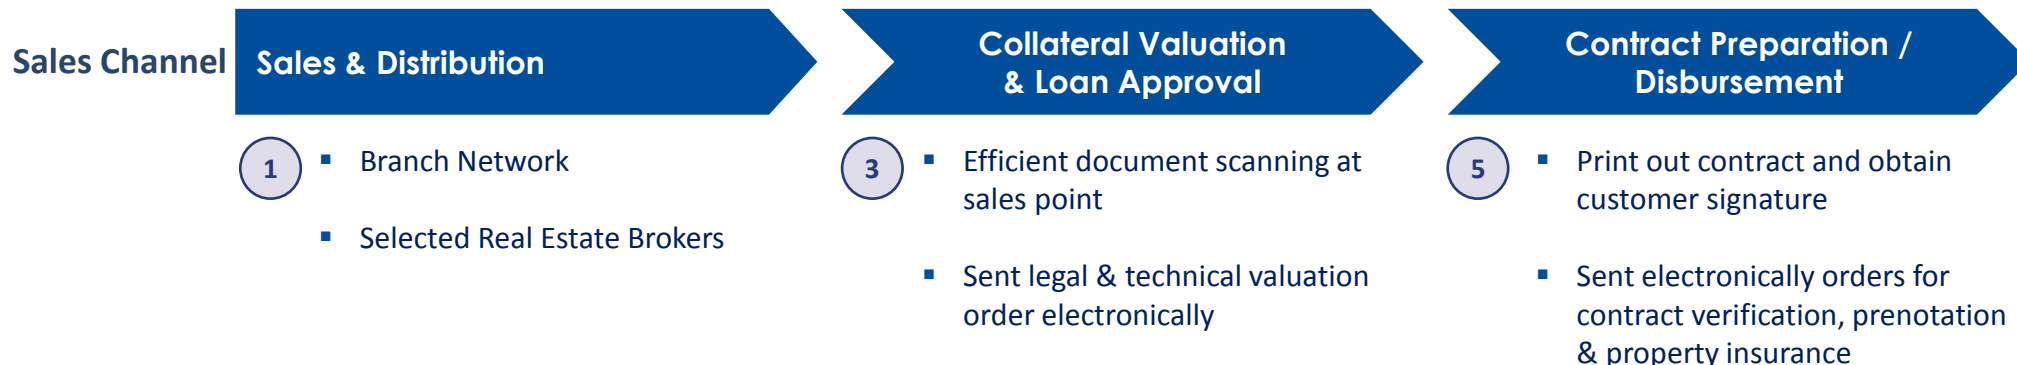 Sales Channel
Sales & Distribution
Collateral Valuation
& Loan Approval
Contract Preparation /
Disbursement
1
▪ Branch Network
▪ Selected Real Estate Brokers
3
▪ Efficient document scanning at
sales point
▪ Sent legal & technical valuation
order electronically
5
▪ Print out contract and obtain
customer signature
▪ Sent electronically orders for
contract verification, prenotation
& property insurance